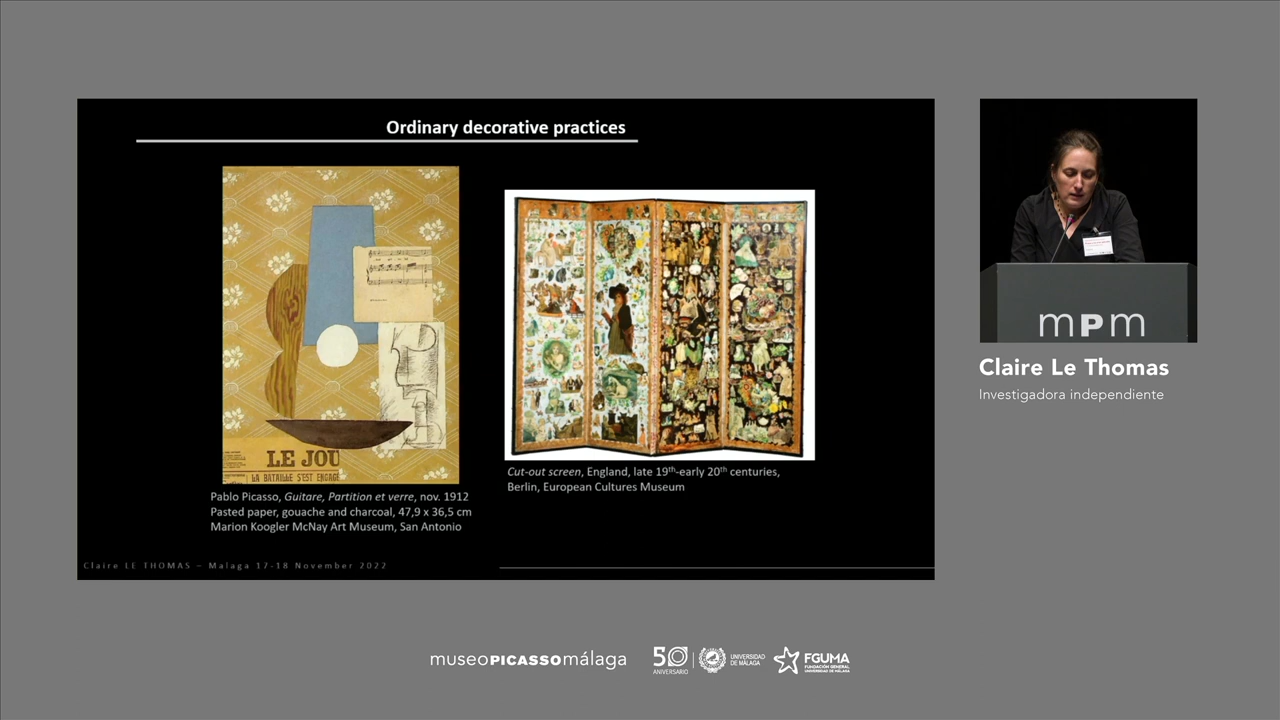 Ordinary decorative practices
LE JOU
LA BATAILLE S'EST ENGAGÉ
Pablo Picasso, Guitare, Partition et verre, nov. 1912
Pasted paper, gouache and charcoal, 47,9 x 36,5 cm
Marion Koogler McNay Art Museum, San Antonio
Cut-out screen, England, late 19th-early 20th centuries,
Berlin, European Cultures Museum
Claire LE THOMAS – Malaga 17-18 November 2022
mPm
Claire Le Thomas
Investigadora independiente
museoPICASSOmálaga
50
ANIVERSARIO
UNIVERSIDAD
DE MÁLAGA
FGUMA
FUNDACIÓN GENERAL
UNIVERSIDAD DE MÁLAGA